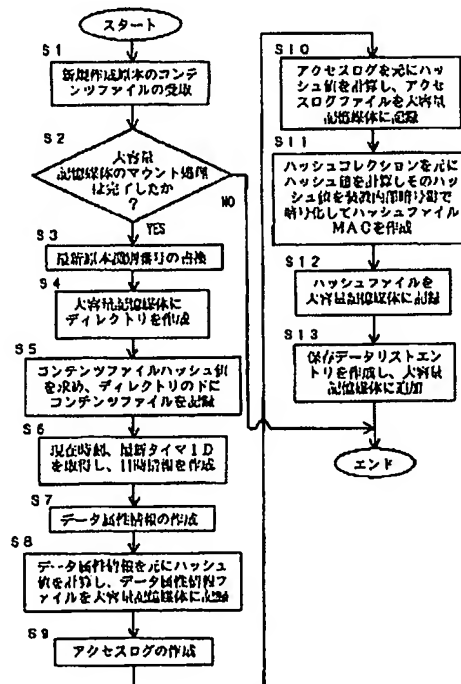 スタート
S1
新規作成原本のコンテ
ンツファイルの受取
S2
大容量
記憶媒体のマウント処理
は完了したか
?
NO
YES
S3
最新原本識別番号の
S4
大容量記憶媒体に
ディレクトリを作成
S5
コンテンツファイルハッシュ値
を求め、ディレクトリの下に
コンテンツファイルを記録
S6
現在時刻、最新タイマID
を取得し、日時情報を作成
S7
データ属性情報の作成
S8
データ属性情報を元にハッシュ
値を計算し、データ属性情報フ
ァイルを大容量記憶媒体に記録
S9
アクセスログの作成
S10
アクセスログを元にハッ
シュ値を計算し、アクセ
スログファイルを大容量
記憶媒体に記録
S11
ハッシュコレクションを元に
ハッシュ値を計算しそのハッ
シュ値を装置内部暗号鍵で
暗号化してハッシュファイル
MACを作成
S12
ハッシュファイルを
大容量記憶媒体に記録
S13
保存データリストエント
リを作成し、大容量
記憶媒体に追加
エンド